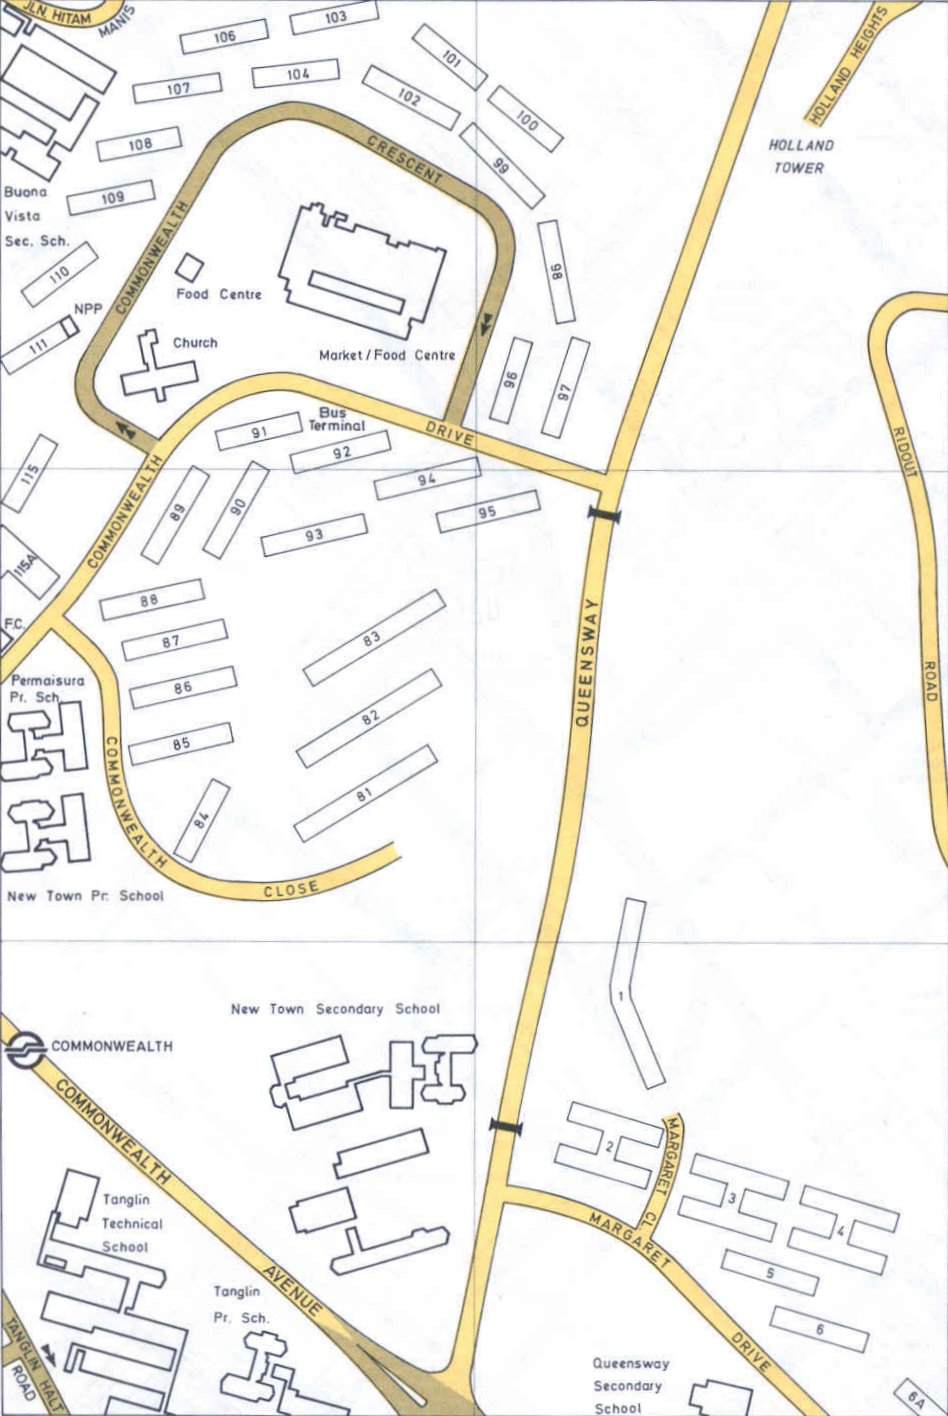 JLN. HITAM
MANIS
103
106
101
104
107
102
100
HOLLAND HEIGHTS
HOLLAND
TOWER
108
CRESCENT
99
109
Buona
Vista
Sec. Sch.
COMMONWEALTH
98
110
Food Centre
NPP
111
Church
Market/Food Centre
96
97
Bus
Terminal
91
DRIVE
92
RIDOUT
115
94
COMMONWEALTH
89
90
95
93
115A
88
F.C.
87
83
QUEENSWAY
Permaisura
Pr. Sch.
86
ROAD
82
85
COMMONWEALTH
84
81
CLOSE
New Town Pr. School
1
New Town Secondary School
COMMONWEALTH
COMMONWEALTH
2
MARGARET CL.
3
4
Tanglin
Technical
School
MARGARET
5
AVENUE
Tanglin
Pr. Sch.
6
DRIVE
TANGLIN HALT
ROAD
Queensway
Secondary
School
6A